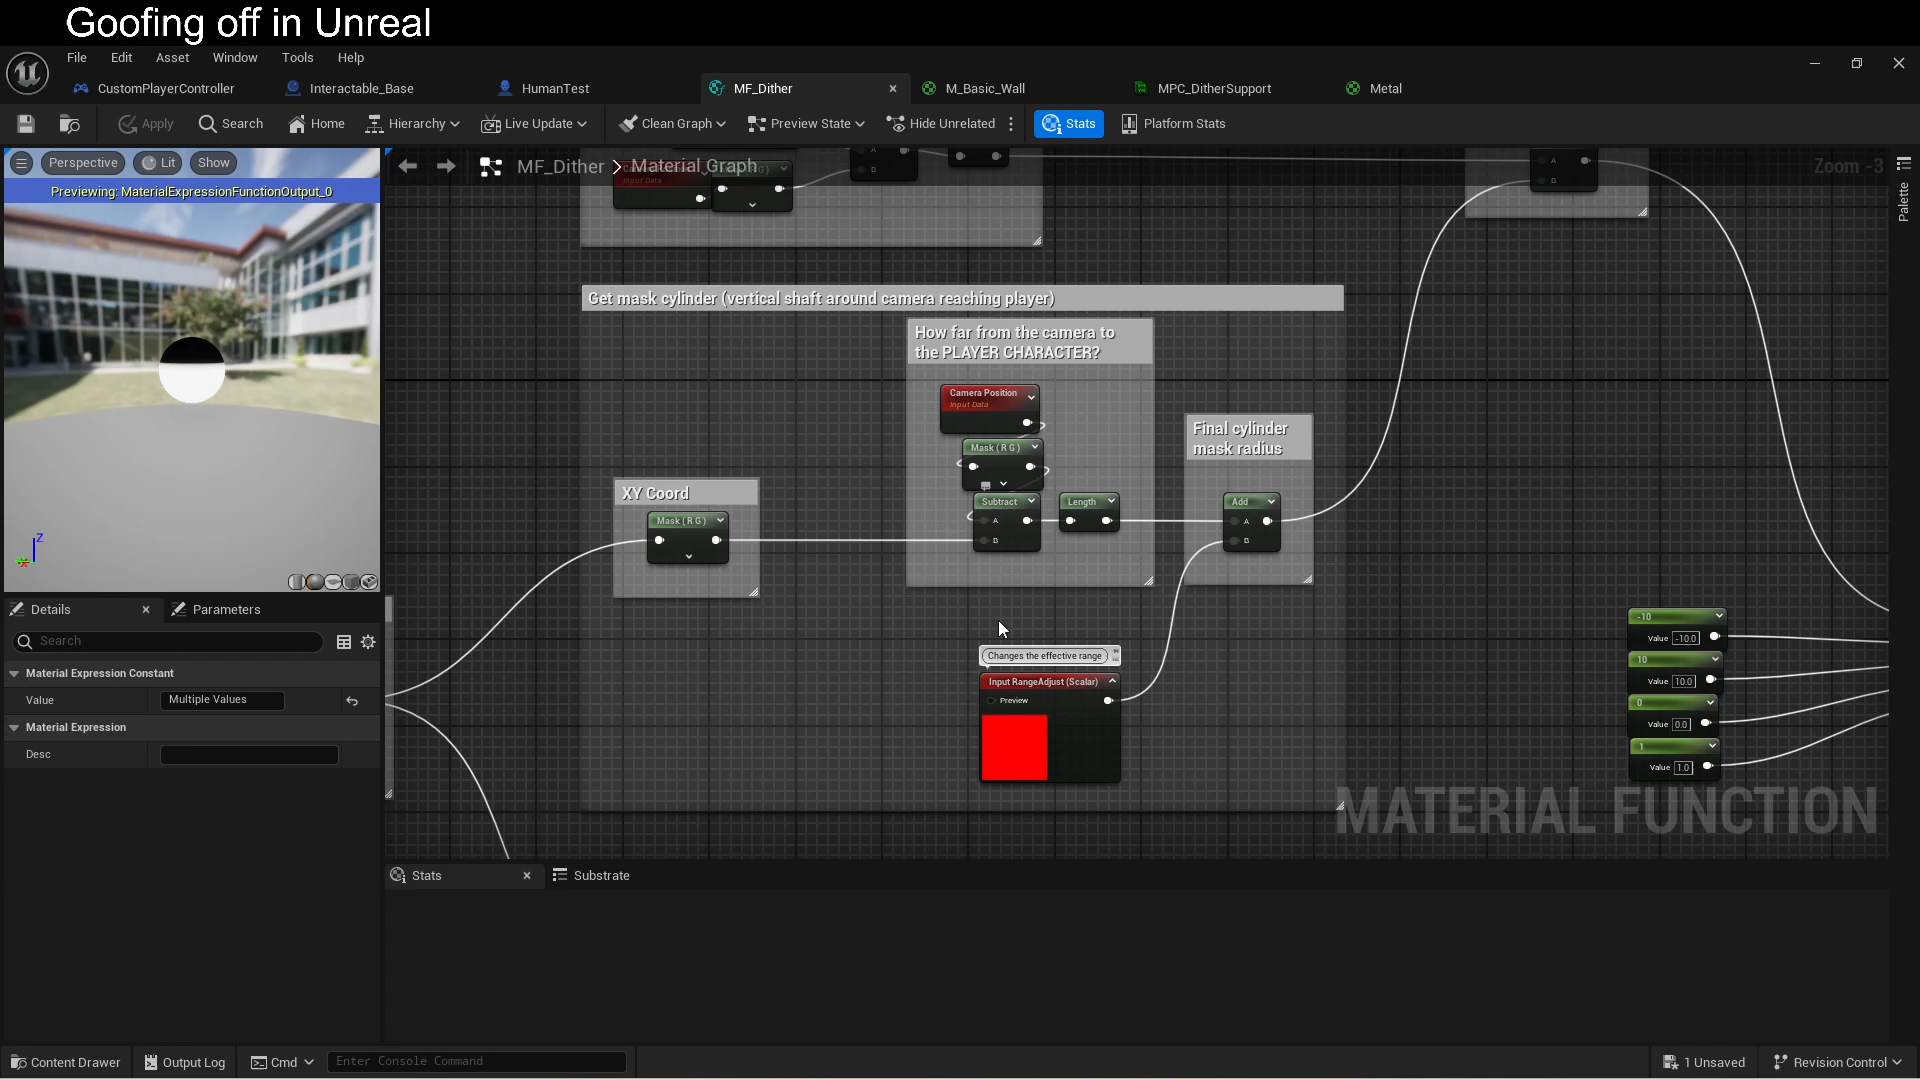 Goofing off in Unreal
File Edit Asset Window Tools Help
CustomPlayerController Interactable_Base HumanTest MF_Dither M_Basic_Wall MPC_DitherSupport Metal
Apply Search Home Hierarchy Live Update Clean Graph Preview State Hide Unrelated Stats Platform Stats
Perspective Lit Show
Previewing: MaterialExpressionFunctionOutput_0
MF_Dither > Material Graph
Zoom -3
Palette
Input Data
A
B
A
B
Get mask cylinder (vertical shaft around camera reaching player)
How far from the camera to
the PLAYER CHARACTER?
Camera Position
Input Data
Mask ( R G )
Final cylinder
mask radius
XY Coord
Mask ( R G )
Subtract
A
B
Length
Add
A
B
Changes the effective range
Input RangeAdjust (Scalar)
Preview
-10
Value -10.0
10
Value 10.0
0
Value 0.0
1
Value 1.0
MATERIAL FUNCTION
Z
Details Parameters
Search
Material Expression Constant
Value Multiple Values
Material Expression
Desc
Stats Substrate
Content Drawer Output Log Cmd Enter Console Command 1 Unsaved Revision Control